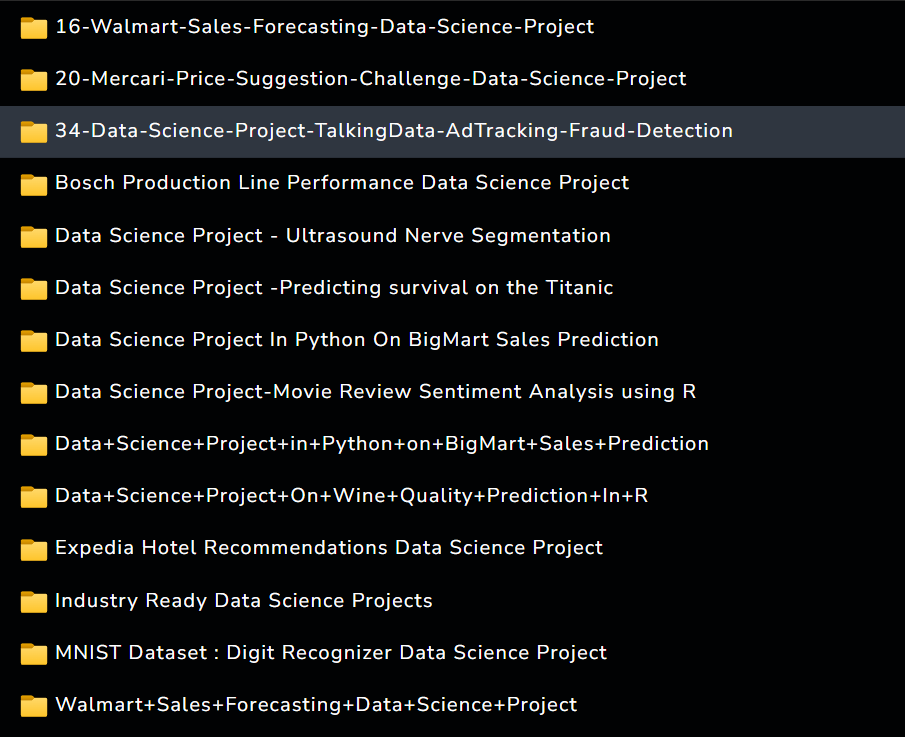 16-Walmart-Sales-Forecasting-Data-Science-Project
20-Mercari-Price-Suggestion-Challenge-Data-Science-Project
34-Data-Science-Project-TalkingData-AdTracking-Fraud-Detection
Bosch Production Line Performance Data Science Project
Data Science Project - Ultrasound Nerve Segmentation
Data Science Project -Predicting survival on the Titanic
Data Science Project In Python On BigMart Sales Prediction
Data Science Project-Movie Review Sentiment Analysis using R
Data+Science+Project+in+Python+on+BigMart+Sales+Prediction
Data+Science+Project+On+Wine+Quality+Prediction+In+R
Expedia Hotel Recommendations Data Science Project
Industry Ready Data Science Projects
MNIST Dataset : Digit Recognizer Data Science Project
Walmart+Sales+Forecasting+Data+Science+Project